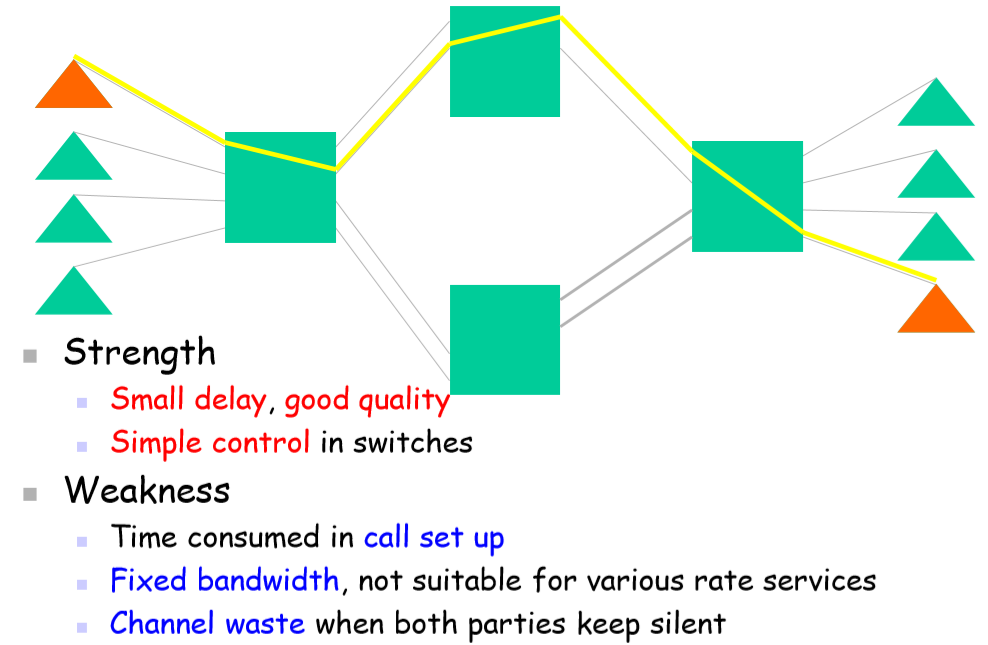 Strength
Small delay, good quality
Simple control in switches
Weakness
Time consumed in call set up
Fixed bandwidth, not suitable for various rate services
Channel waste when both parties keep silent